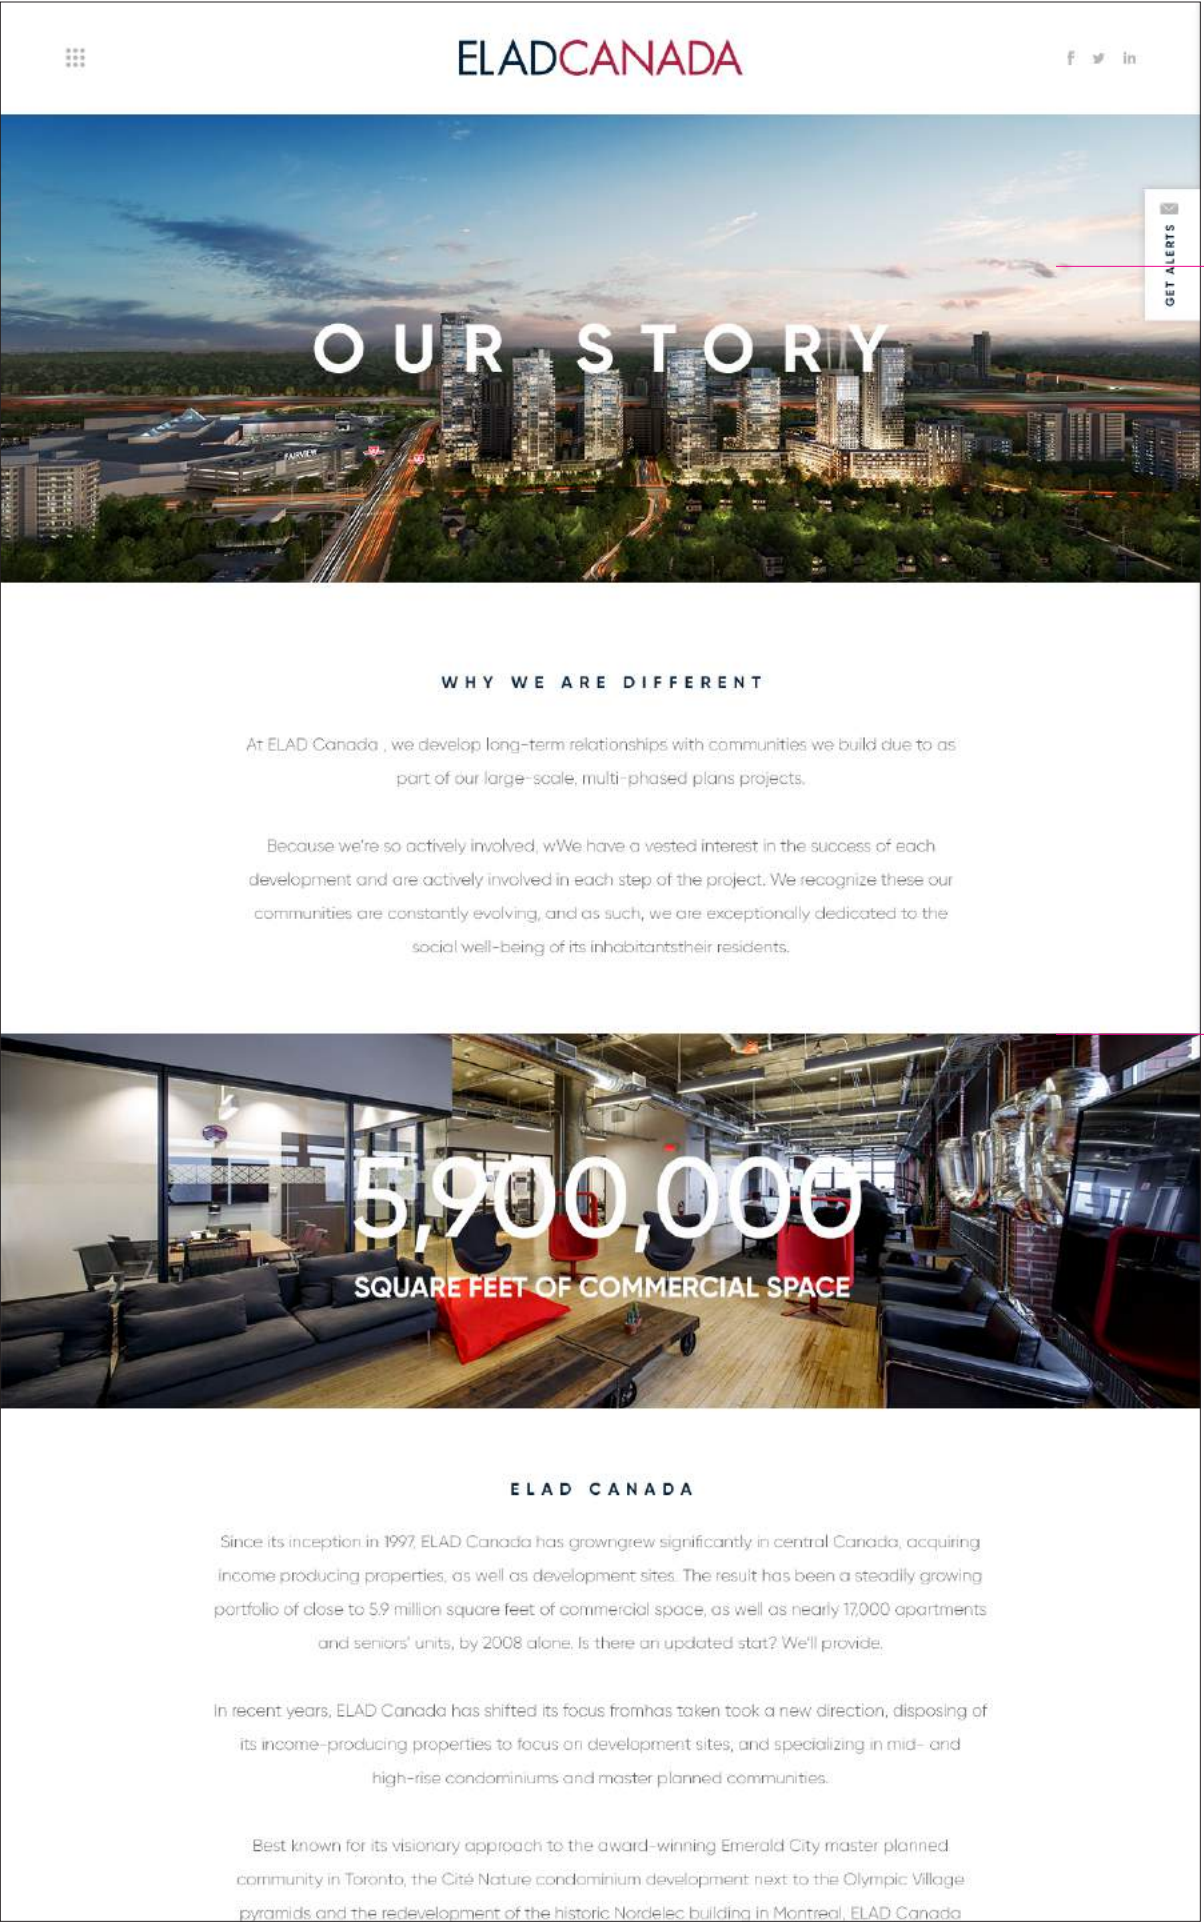 ELADCANADA
f in
GET ALERTS
OUR STORY
FAIRVIEW
WHY WE ARE DIFFERENT
At ELAD Canada , we develop long-term relationships with communities we build due to as
part of our large-scale, multi-phased plans projects.
Because we're so actively involved, wWe have a vested interest in the success of each
development and are actively involved in each step of the project. We recognize these our
communities are constantly evolving, and as such, we are exceptionally dedicated to the
social well-being of its inhabitantstheir residents.
5,900,000
SQUARE FEET OF COMMERCIAL SPACE
ELAD CANADA
Since its inception in 1997, ELAD Canada has growngrew significantly in central Canada, acquiring
income producing properties, as well as development sites. The result has been a steadily growing
portfolio of close to 5.9 million square feet of commercial space, as well as nearly 17,000 apartments
and seniors' units, by 2008 alone. Is there an updated stat? We'll provide.
In recent years, ELAD Canada has shifted its focus fromhas taken took a new direction, disposing of
its income-producing properties to focus on development sites, and specializing in mid- and
high-rise condominiums and master planned communities.
Best known for its visionary approach to the award-winning Emerald City master planned
community in Toronto, the Cité Nature condominium development next to the Olympic Village
pyramids and the redevelopment of the historic Nordelec building in Montreal, ELAD Canada